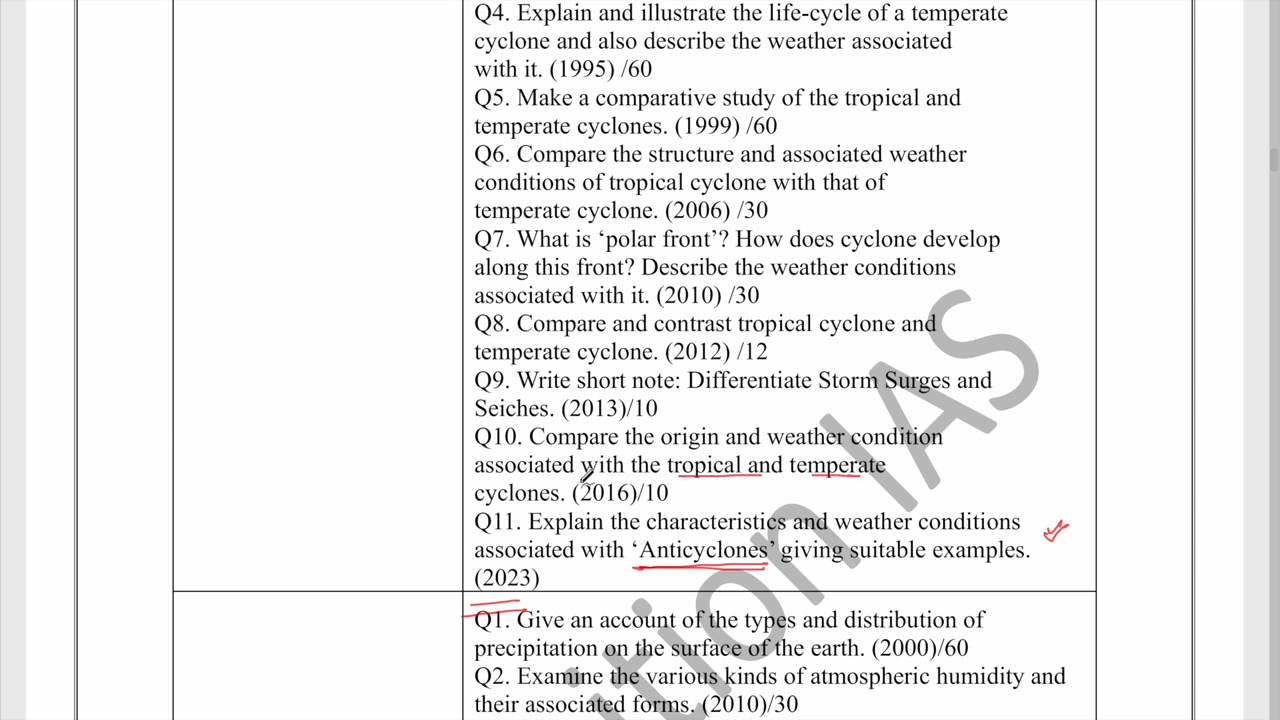 Q4. Explain and illustrate the life-cycle of a temperate
cyclone and also describe the weather associated
with it. (1995) /60
Q5. Make a comparative study of the tropical and
temperate cyclones. (1999) /60
Q6. Compare the structure and associated weather
conditions of tropical cyclone with that of
temperate cyclone. (2006) /30
Q7. What is ‘polar front’? How does cyclone develop
along this front? Describe the weather conditions
associated with it. (2010) /30
Q8. Compare and contrast tropical cyclone and
temperate cyclone. (2012) /12
Q9. Write short note: Differentiate Storm Surges and
Seiches. (2013)/10
Q10. Compare the origin and weather condition
associated with the tropical and temperate
cyclones. (2016)/10
Q11. Explain the characteristics and weather conditions
associated with ‘Anticyclones’ giving suitable examples.
(2023)
Q1. Give an account of the types and distribution of
precipitation on the surface of the earth. (2000)/60
Q2. Examine the various kinds of atmospheric humidity and
their associated forms. (2010)/30
ition IAS